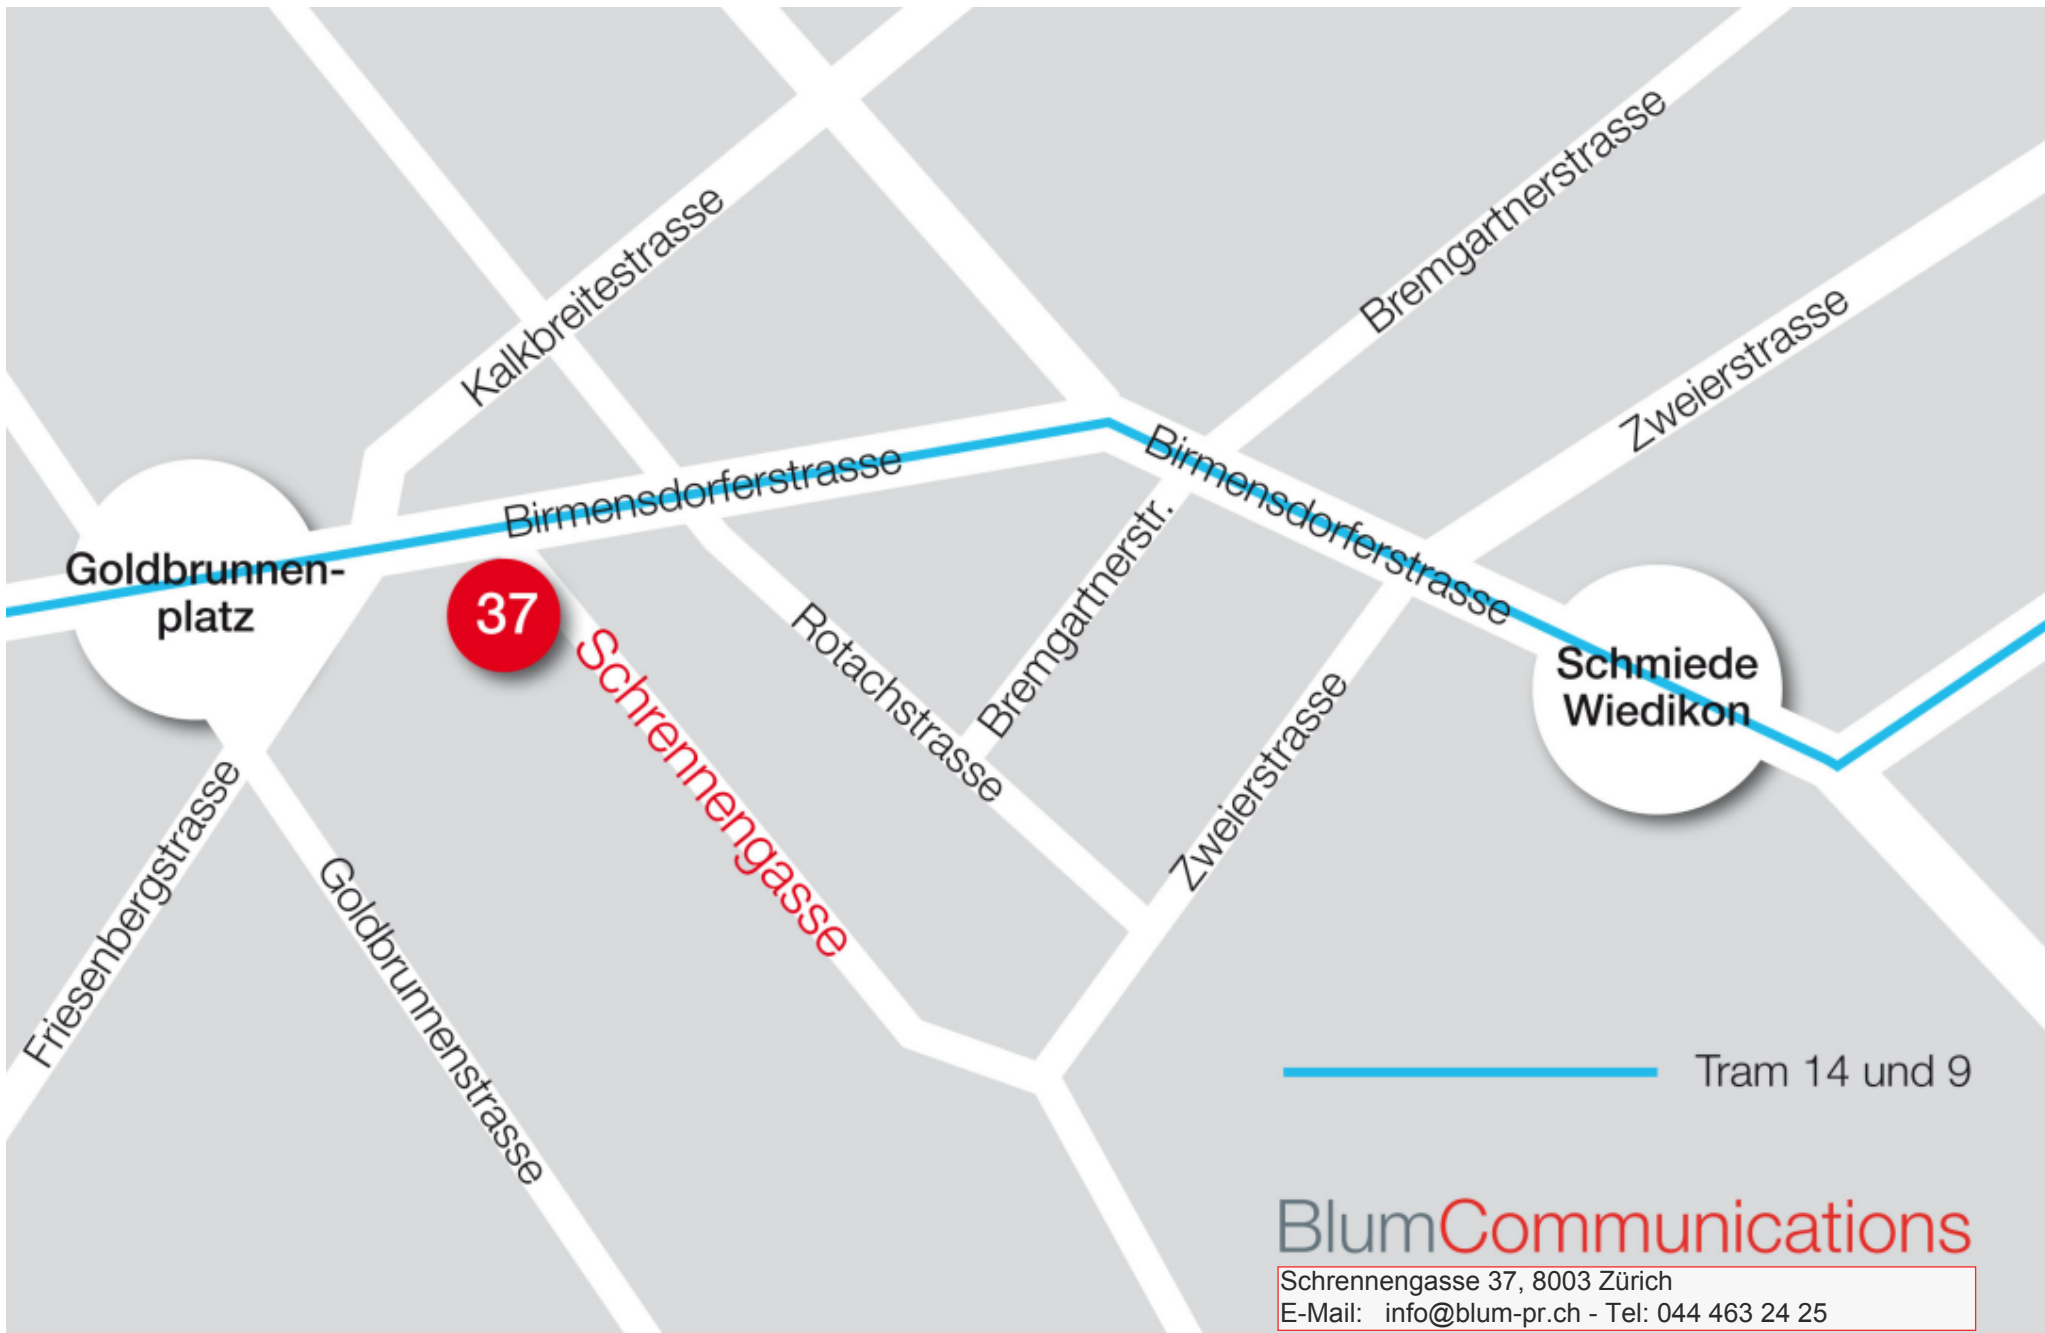 Bremgartnerstrasse
Kalkbreitestrasse
Zweierstrasse
Birmensdorferstrasse
Birmensdorferstrasse
Goldbrunnen-
platz
37
Bremgartnerstr.
Schrennengasse
Rotachstrasse
Schmiede
Wiedikon
Zweierstrasse
Friesenbergstrasse
Goldbrunnenstrasse
Tram 14 und 9
BlumCommunications
Schrennengasse 37, 8003 Zürich
E-Mail: info@blum-pr.ch - Tel: 044 463 24 25